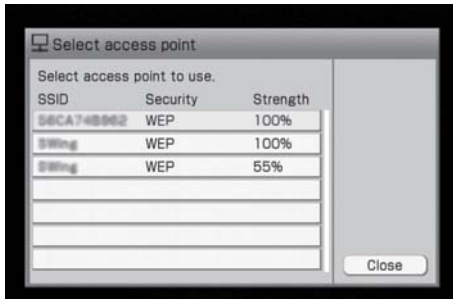 Select access point
Select access point to use.
SSID Security Strength
WEP 100%
WEP 100%
WEP 55%
Close